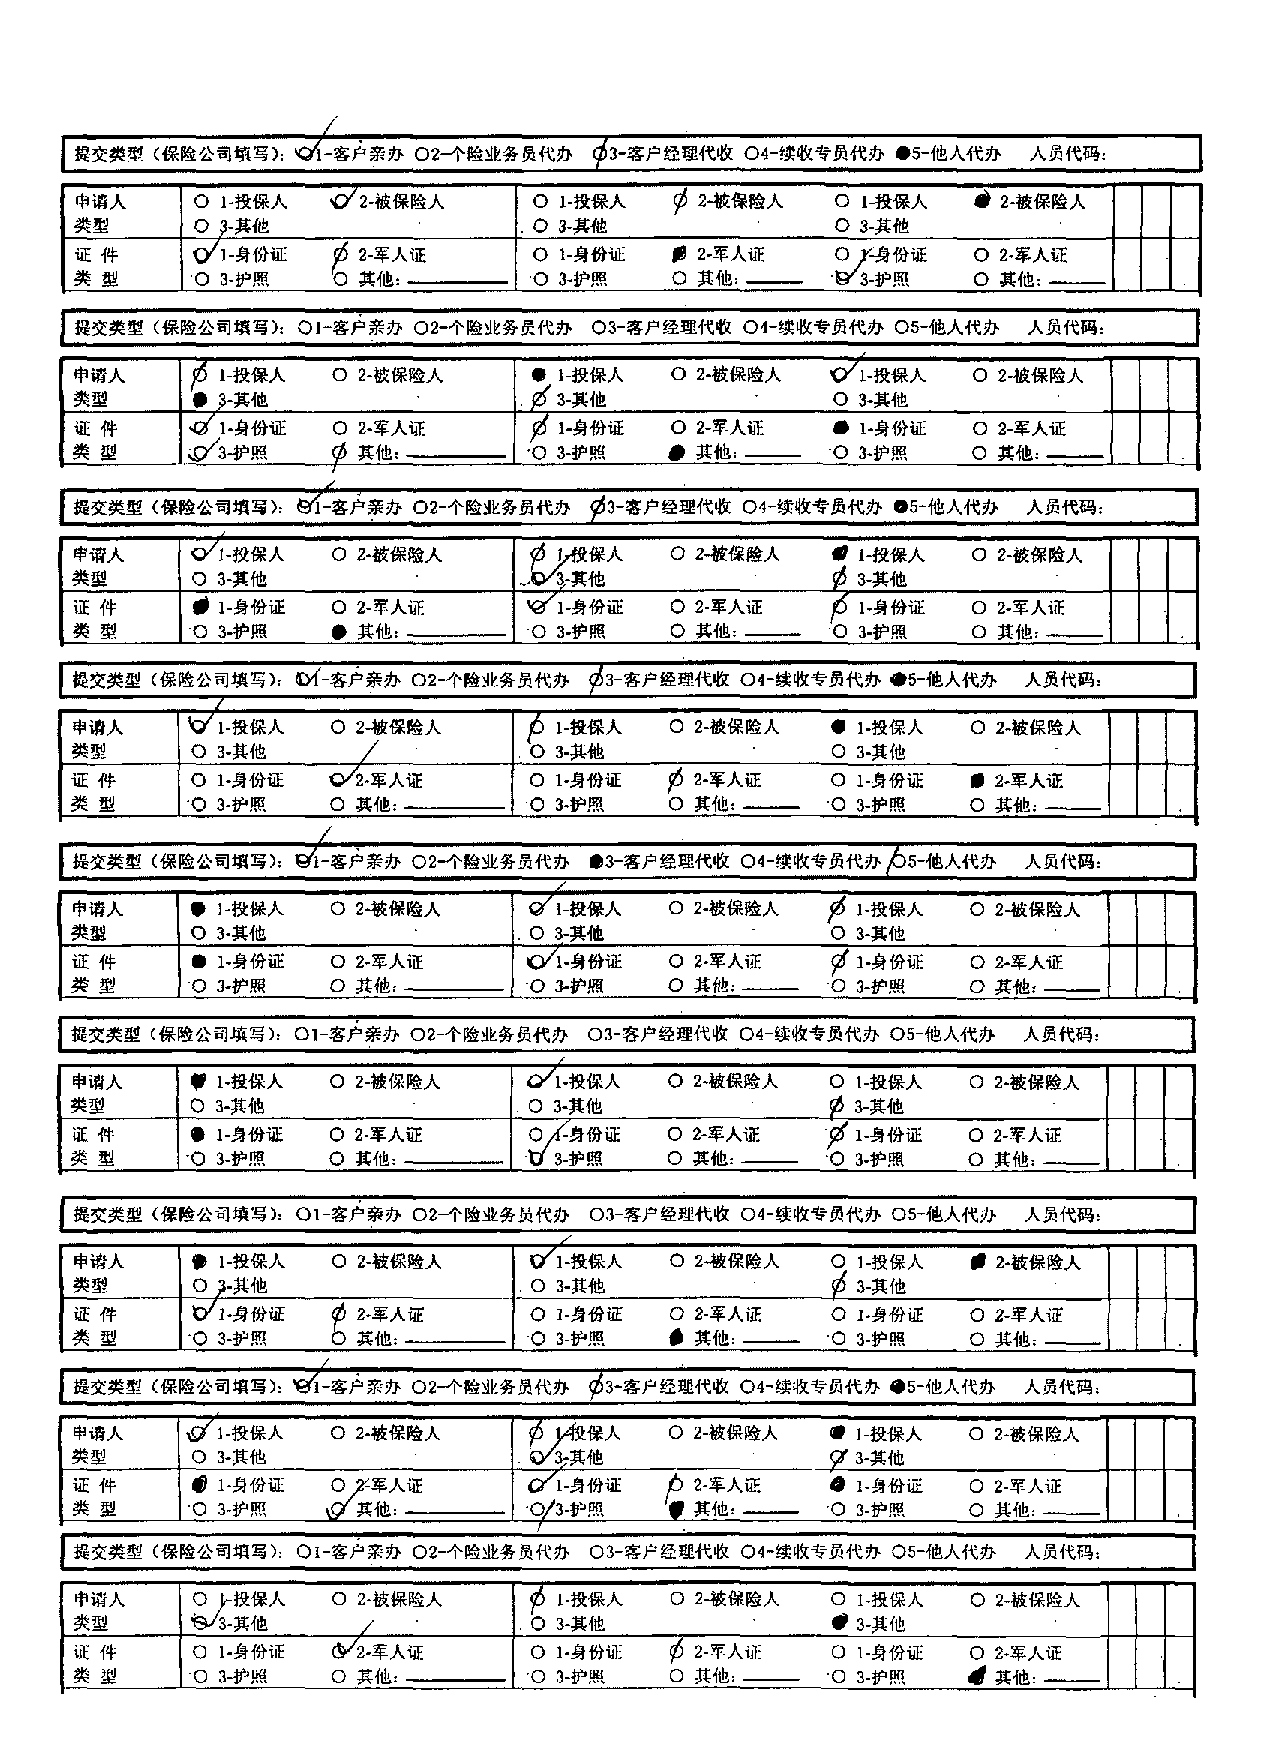 提交类型（保险公司填写）：○1-客户亲办 ○2-个险业务员代办 ○3-客户经理代收 ○4-续收专员代办 ●5-他人代办 人员代码：
申请人 ○ 1-投保人 ○ 2-被保险人 ○ 1-投保人 ○ 2-被保险人 ○ 1-投保人 ● 2-被保险人
类型 ○ 3-其他 ○ 3-其他 ○ 3-其他
证 件 ○ 1-身份证 ○ 2-军人证 ○ 1-身份证 ● 2-军人证 ○ 1-身份证 ○ 2-军人证
类 型 ○ 3-护照 ○ 其他：____ ○ 3-护照 ○ 其他：____ ○ 3-护照 ○ 其他：____
提交类型（保险公司填写）：○1-客户亲办 ○2-个险业务员代办 ○3-客户经理代收 ○4-续收专员代办 ○5-他人代办 人员代码：
申请人 ○ 1-投保人 ○ 2-被保险人 ● 1-投保人 ○ 2-被保险人 ○ 1-投保人 ○ 2-被保险人
类型 ● 3-其他 ○ 3-其他 ○ 3-其他
证 件 ○ 1-身份证 ○ 2-军人证 ○ 1-身份证 ○ 2-军人证 ● 1-身份证 ○ 2-军人证
类 型 ○ 3-护照 ○ 其他：____ ○ 3-护照 ● 其他：____ ○ 3-护照 ○ 其他：____
提交类型（保险公司填写）：○1-客户亲办 ○2-个险业务员代办 ○3-客户经理代收 ○4-续收专员代办 ●5-他人代办 人员代码：
申请人 ○ 1-投保人 ○ 2-被保险人 ○ 1-投保人 ○ 2-被保险人 ● 1-投保人 ○ 2-被保险人
类型 ○ 3-其他 ○ 3-其他 ○ 3-其他
证 件 ● 1-身份证 ○ 2-军人证 ○ 1-身份证 ○ 2-军人证 ○ 1-身份证 ○ 2-军人证
类 型 ○ 3-护照 ● 其他：____ ○ 3-护照 ○ 其他：____ ○ 3-护照 ○ 其他：____
提交类型（保险公司填写）：○1-客户亲办 ○2-个险业务员代办 ○3-客户经理代收 ○4-续收专员代办 ●5-他人代办 人员代码：
申请人 ○ 1-投保人 ○ 2-被保险人 ○ 1-投保人 ○ 2-被保险人 ● 1-投保人 ○ 2-被保险人
类型 ○ 3-其他 ○ 3-其他 ○ 3-其他
证 件 ○ 1-身份证 ○ 2-军人证 ○ 1-身份证 ○ 2-军人证 ○ 1-身份证 ● 2-军人证
类 型 ○ 3-护照 ○ 其他：____ ○ 3-护照 ○ 其他：____ ○ 3-护照 ○ 其他：____
提交类型（保险公司填写）：○1-客户亲办 ○2-个险业务员代办 ●3-客户经理代收 ○4-续收专员代办 ○5-他人代办 人员代码：
申请人 ● 1-投保人 ○ 2-被保险人 ○ 1-投保人 ○ 2-被保险人 ○ 1-投保人 ○ 2-被保险人
类型 ○ 3-其他 ○ 3-其他 ○ 3-其他
证 件 ● 1-身份证 ○ 2-军人证 ○ 1-身份证 ○ 2-军人证 ○ 1-身份证 ○ 2-军人证
类 型 ○ 3-护照 ○ 其他：____ ○ 3-护照 ○ 其他：____ ○ 3-护照 ○ 其他：____
提交类型（保险公司填写）：○1-客户亲办 ○2-个险业务员代办 ○3-客户经理代收 ○4-续收专员代办 ○5-他人代办 人员代码：
申请人 ● 1-投保人 ○ 2-被保险人 ○ 1-投保人 ○ 2-被保险人 ○ 1-投保人 ○ 2-被保险人
类型 ○ 3-其他 ○ 3-其他 ○ 3-其他
证 件 ● 1-身份证 ○ 2-军人证 ○ 1-身份证 ○ 2-军人证 ○ 1-身份证 ○ 2-军人证
类 型 ○ 3-护照 ○ 其他：____ ○ 3-护照 ○ 其他：____ ○ 3-护照 ○ 其他：____
提交类型（保险公司填写）：○1-客户亲办 ○2-个险业务员代办 ○3-客户经理代收 ○4-续收专员代办 ○5-他人代办 人员代码：
申请人 ● 1-投保人 ○ 2-被保险人 ○ 1-投保人 ○ 2-被保险人 ○ 1-投保人 ● 2-被保险人
类型 ○ 3-其他 ○ 3-其他 ○ 3-其他
证 件 ○ 1-身份证 ○ 2-军人证 ○ 1-身份证 ○ 2-军人证 ○ 1-身份证 ○ 2-军人证
类 型 ○ 3-护照 ○ 其他：____ ○ 3-护照 ● 其他：____ ○ 3-护照 ○ 其他：____
提交类型（保险公司填写）：○1-客户亲办 ○2-个险业务员代办 ○3-客户经理代收 ○4-续收专员代办 ●5-他人代办 人员代码：
申请人 ○ 1-投保人 ○ 2-被保险人 ○ 1-投保人 ○ 2-被保险人 ● 1-投保人 ○ 2-被保险人
类型 ○ 3-其他 ○ 3-其他 ○ 3-其他
证 件 ● 1-身份证 ○ 2-军人证 ○ 1-身份证 ○ 2-军人证 ● 1-身份证 ○ 2-军人证
类 型 ○ 3-护照 ○ 其他：____ ○ 3-护照 ● 其他：____ ○ 3-护照 ○ 其他：____
提交类型（保险公司填写）：○1-客户亲办 ○2-个险业务员代办 ○3-客户经理代收 ○4-续收专员代办 ○5-他人代办 人员代码：
申请人 ○ 1-投保人 ○ 2-被保险人 ○ 1-投保人 ○ 2-被保险人 ○ 1-投保人 ○ 2-被保险人
类型 ○ 3-其他 ○ 3-其他 ● 3-其他
证 件 ○ 1-身份证 ○ 2-军人证 ○ 1-身份证 ○ 2-军人证 ○ 1-身份证 ○ 2-军人证
类 型 ○ 3-护照 ○ 其他：____ ○ 3-护照 ○ 其他：____ ○ 3-护照 ● 其他：____